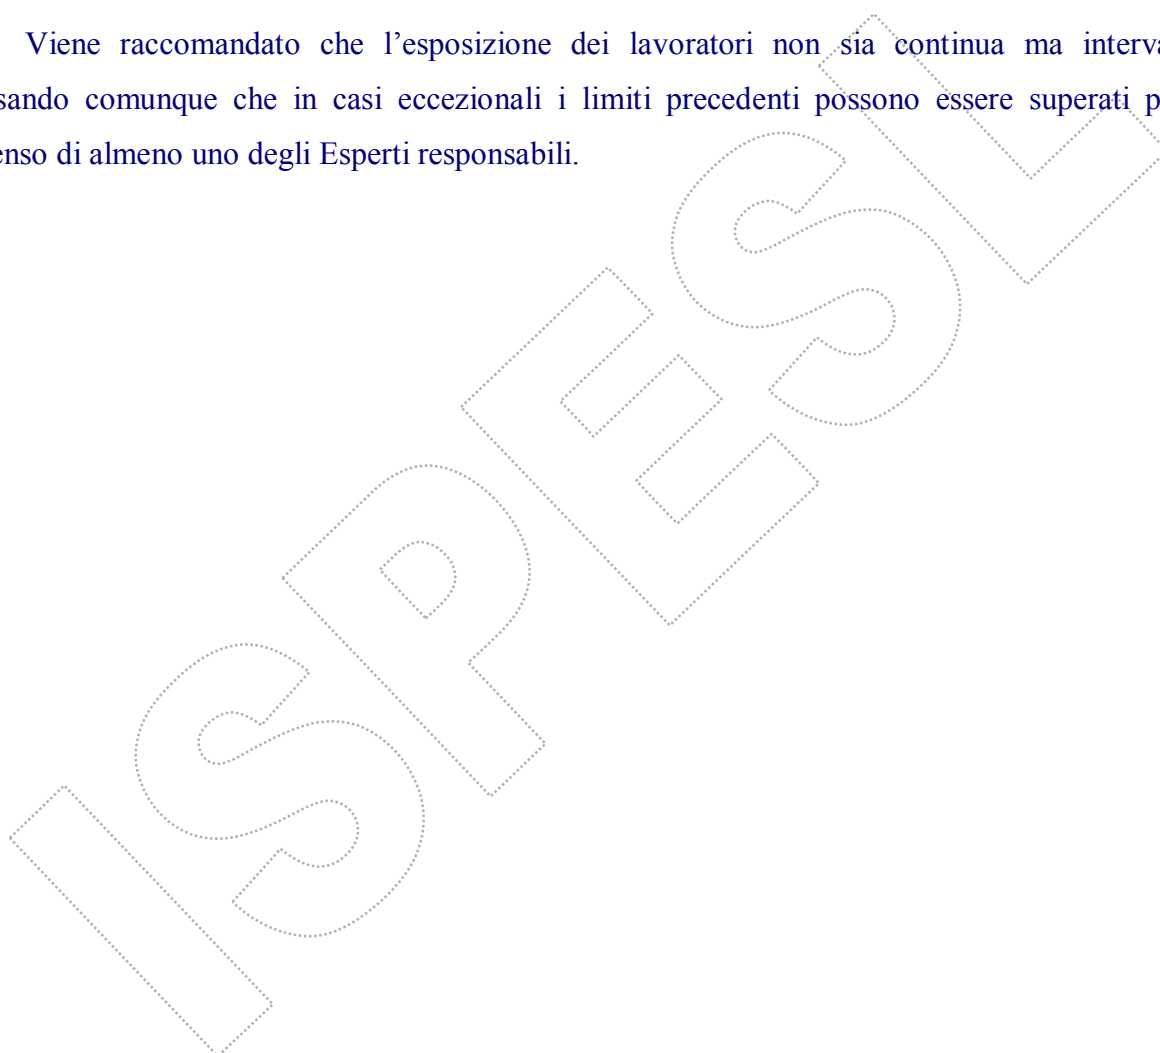 Viene raccomandato che l’esposizione dei lavoratori non sia continua ma interva
sando comunque che in casi eccezionali i limiti precedenti possono essere superati p
enso di almeno uno degli Esperti responsabili.
ISPESL